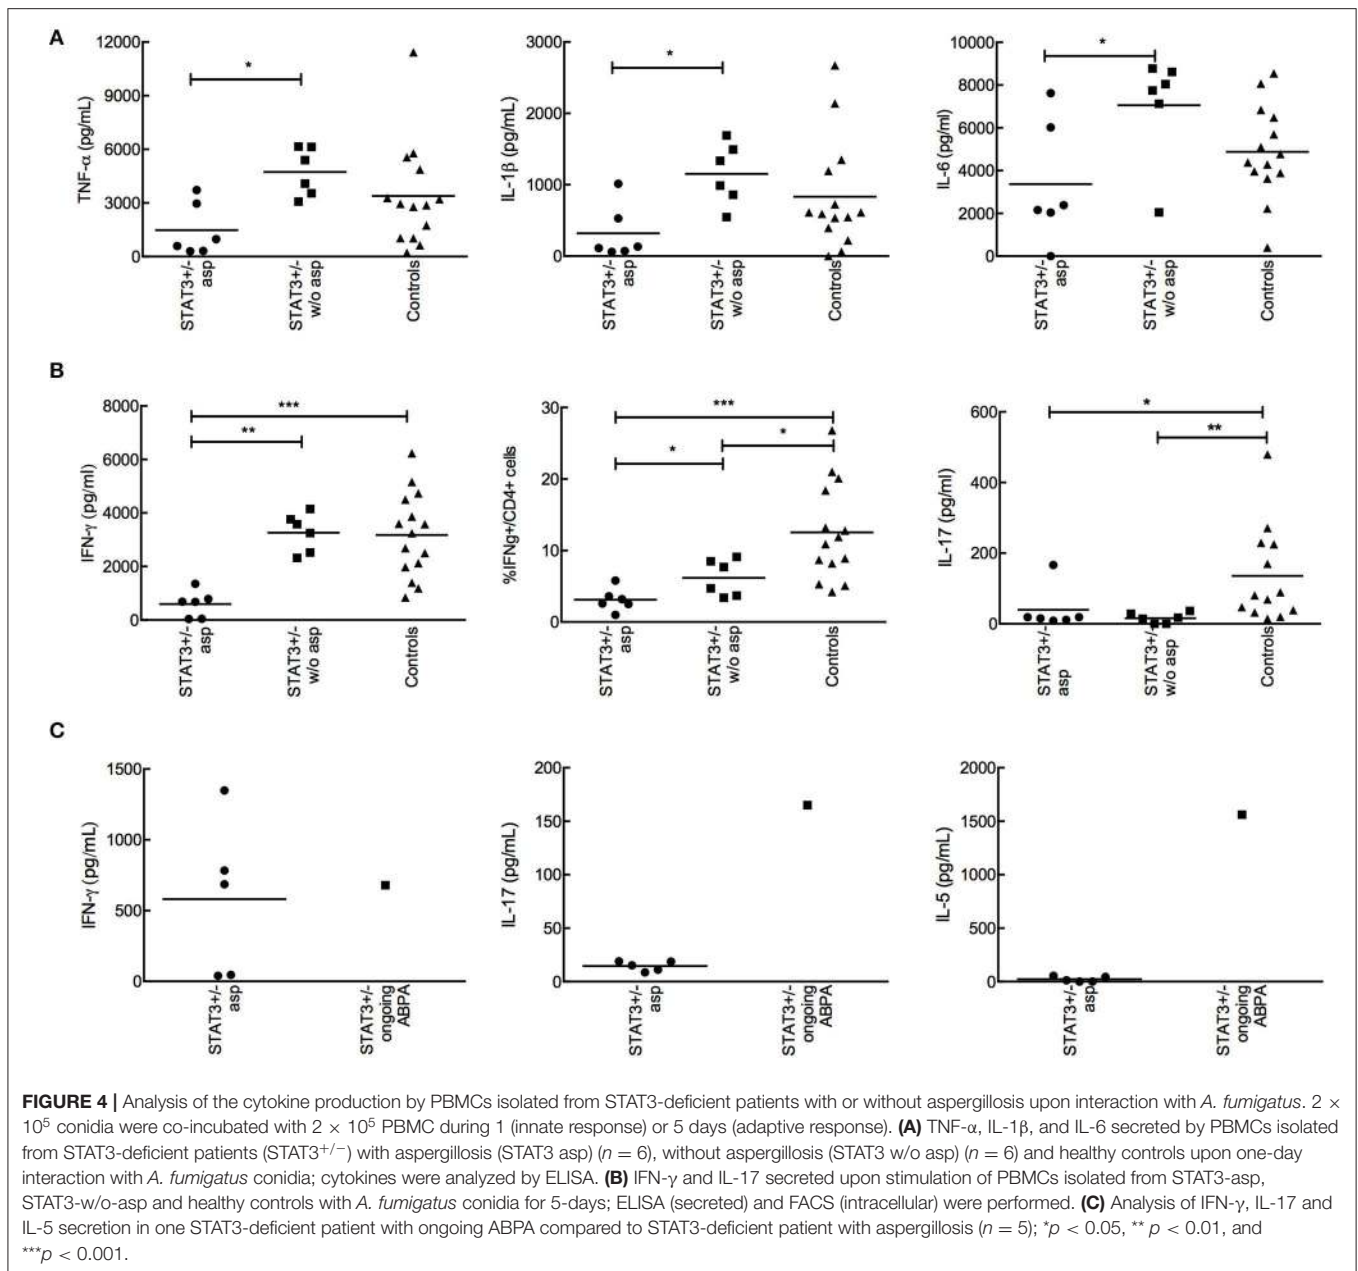 A
12000
9000
6000
3000
0
TNF-α (pg/mL)
*
STAT3+/-
asp
STAT3+/-
w/o asp
Controls
3000
2000
1000
0
IL-1β (pg/mL)
*
STAT3+/-
asp
STAT3+/-
w/o asp
Controls
10000
8000
6000
4000
2000
0
IL-6 (pg/ml)
*
STAT3+/-
asp
STAT3+/-
w/o asp
Controls
B
8000
6000
4000
2000
0
IFN-γ (pg/ml)
***
**
STAT3+/-
asp
STAT3+/-
w/o asp
Controls
30
20
10
0
%IFNg+/CD4+ cells
***
*
*
STAT3+/-
asp
STAT3+/-
w/o asp
Controls
600
400
200
0
IL-17 (pg/ml)
*
**
STAT3+/-
asp
STAT3+/-
w/o asp
Controls
C
1500
1000
500
0
IFN-γ (pg/mL)
STAT3+/-
asp
STAT3+/-
ongoing
ABPA
200
150
100
50
0
IL-17 (pg/mL)
STAT3+/-
asp
STAT3+/-
ongoing
ABPA
2000
1500
1000
500
0
IL-5 (pg/mL)
STAT3+/-
asp
STAT3+/-
ongoing
ABPA
FIGURE 4 | Analysis of the cytokine production by PBMCs isolated from STAT3-deficient patients with or without aspergillosis upon interaction with A. fumigatus. 2 ×
10⁵ conidia were co-incubated with 2 × 10⁵ PBMC during 1 (innate response) or 5 days (adaptive response). (A) TNF-α, IL-1β, and IL-6 secreted by PBMCs isolated
from STAT3-deficient patients (STAT3⁺/⁻) with aspergillosis (STAT3 asp) (n = 6), without aspergillosis (STAT3 w/o asp) (n = 6) and healthy controls upon one-day
interaction with A. fumigatus conidia; cytokines were analyzed by ELISA. (B) IFN-γ and IL-17 secreted upon stimulation of PBMCs isolated from STAT3-asp,
STAT3-w/o-asp and healthy controls with A. fumigatus conidia for 5-days; ELISA (secreted) and FACS (intracellular) were performed. (C) Analysis of IFN-γ, IL-17 and
IL-5 secretion in one STAT3-deficient patient with ongoing ABPA compared to STAT3-deficient patient with aspergillosis (n = 5); *p < 0.05, ** p < 0.01, and
***p < 0.001.